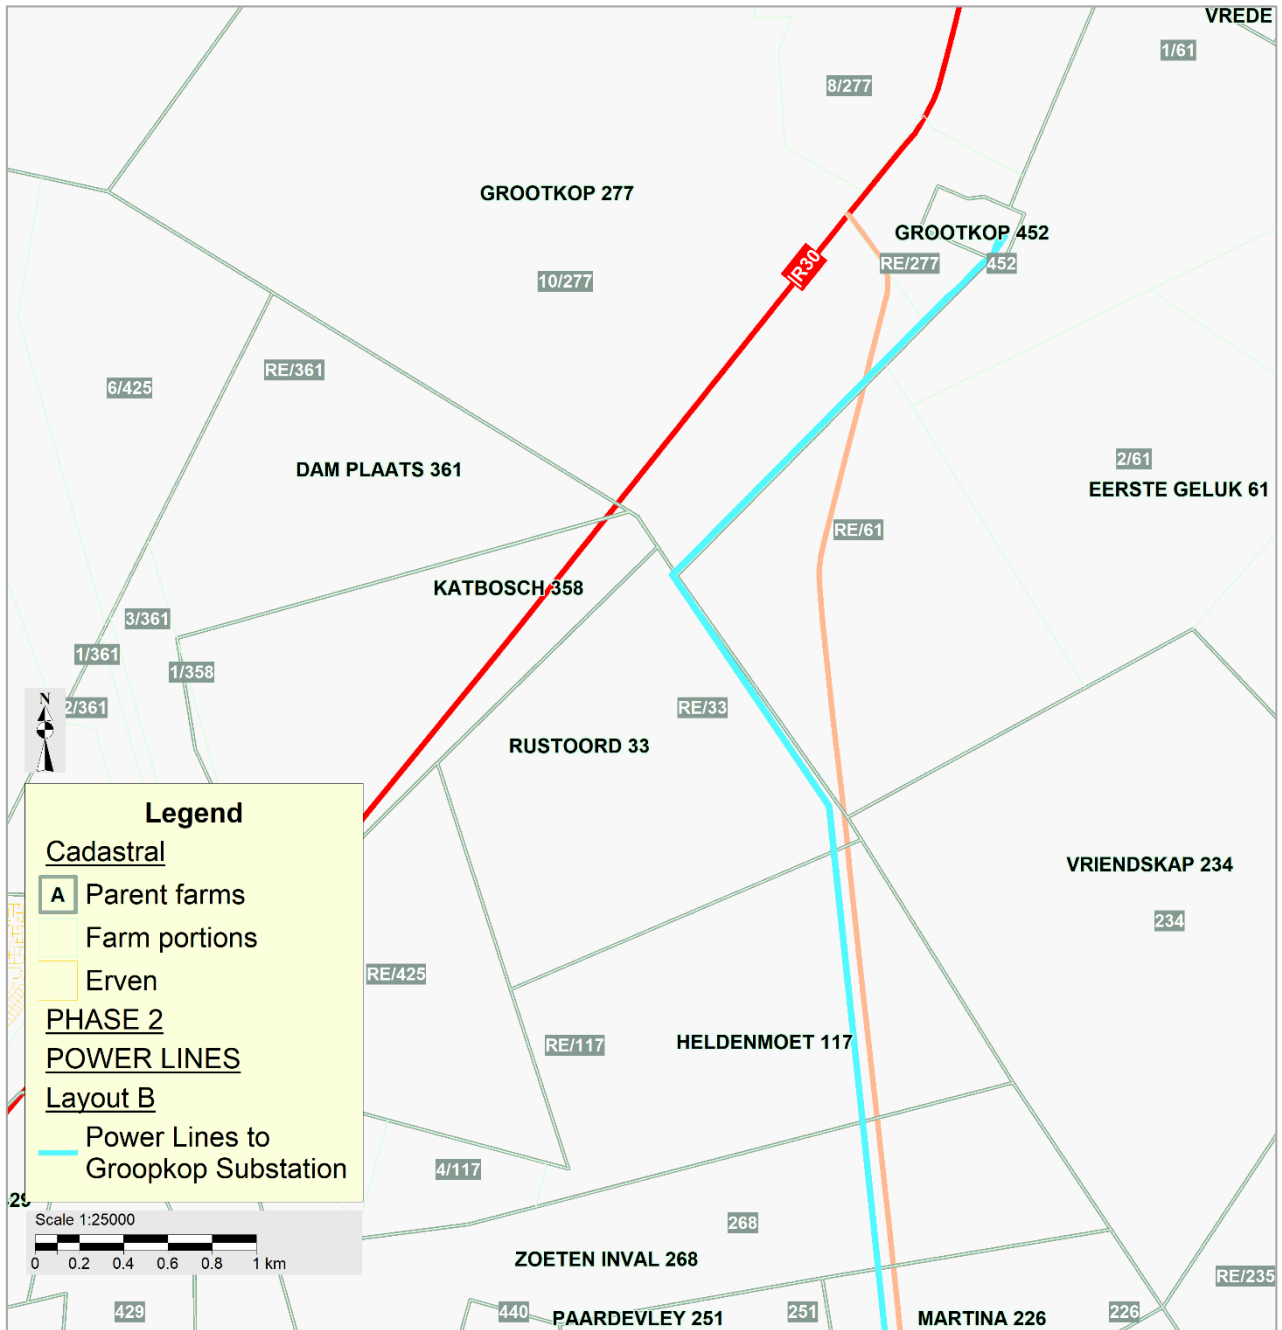 VREDE
1/61
8/277
GROOTKOP 277
GROOTKOP 452
RE/277
452
R30
10/277
RE/361
6/425
DAM PLAATS 361
2/61
EERSTE GELUK 61
RE/61
KATBOSCH 358
3/361
1/361
1/358
2/361
N
RE/33
RUSTOORD 33
VRIENDSKAP 234
234
RE/425
HELDENMOET 117
RE/117
4/117
268
ZOETEN INVAL 268
RE/235
429
440
PAARDEVLEY 251
251
MARTINA 226
226
Legend
Cadastral
A Parent farms
Farm portions
Erven
PHASE 2
POWER LINES
Layout B
Power Lines to
Groopkop Substation
29
Scale 1:25000
0 0.2 0.4 0.6 0.8 1 km